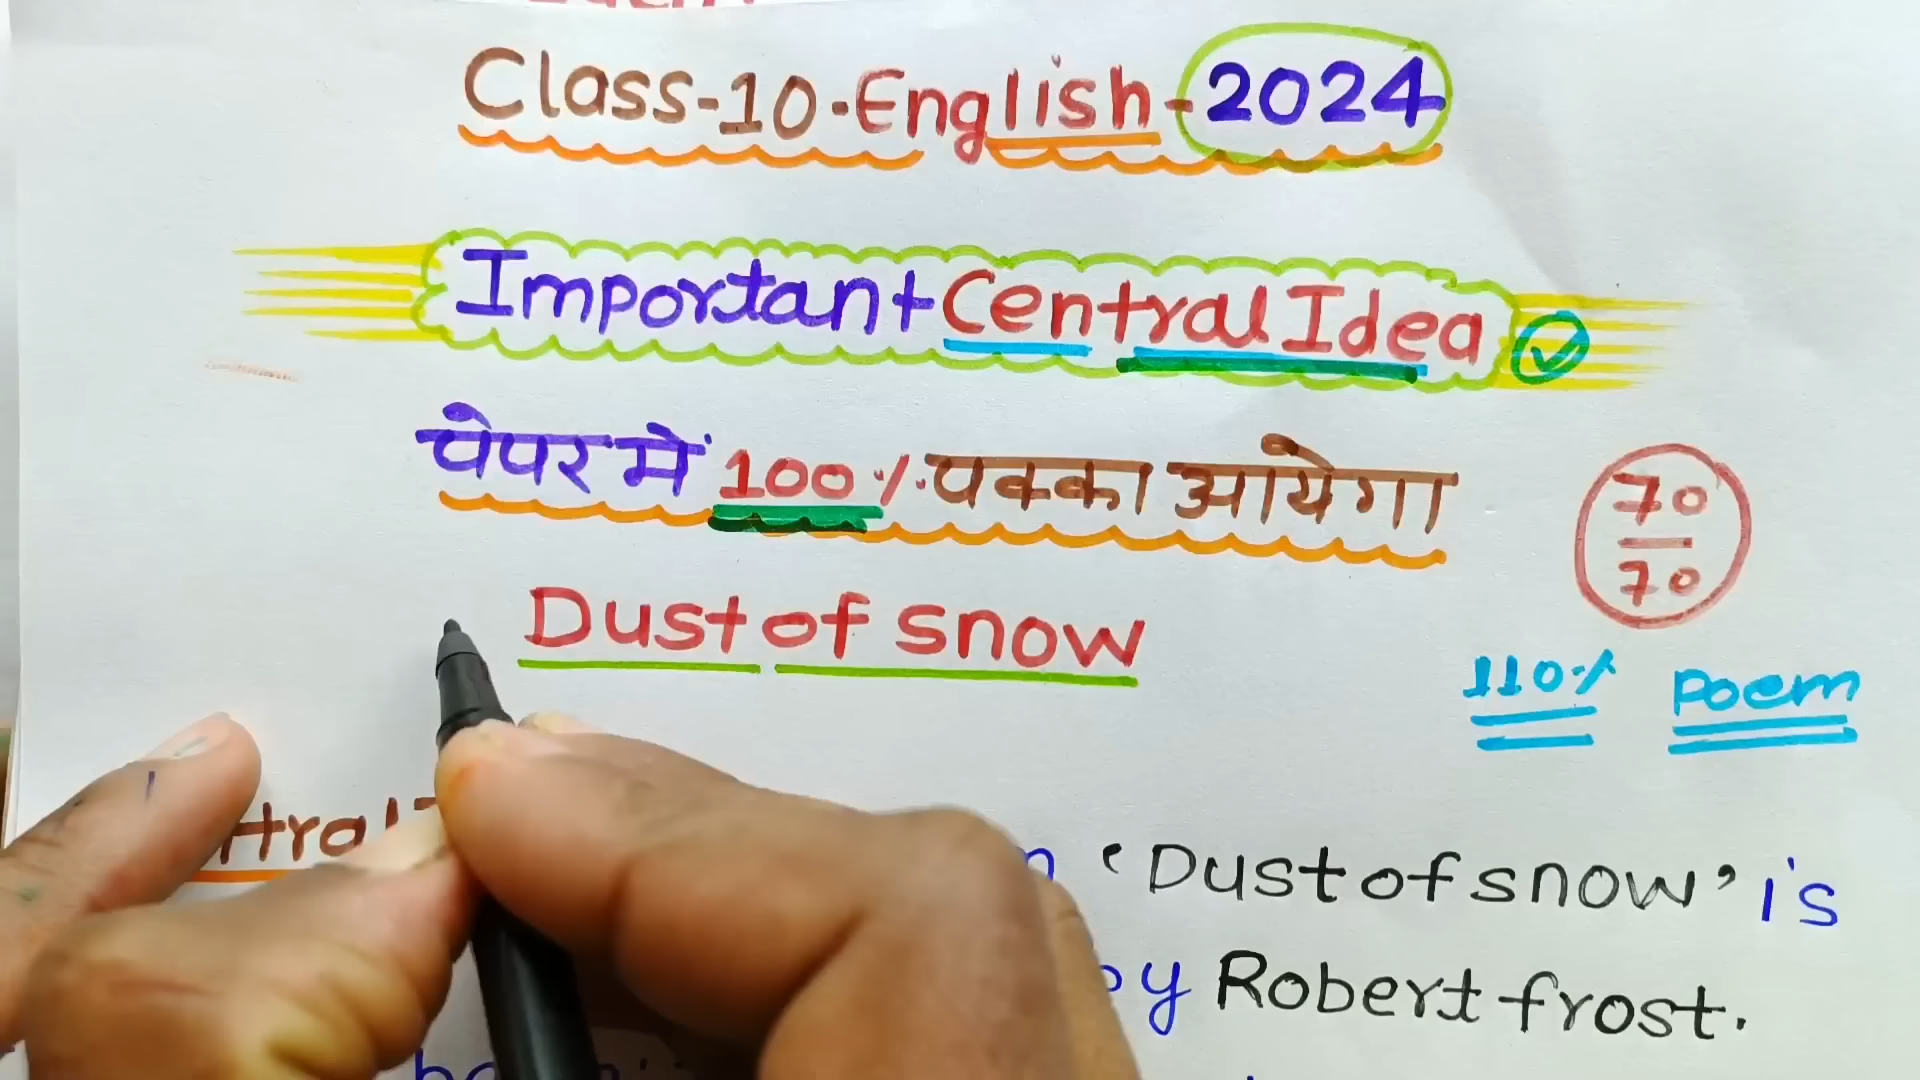 Class-10-English-2024
Important Central Idea
पेपर में 100% पक्का आयेगा
70
70
Dust of snow
110% Poem
'Dust of snow' is
by Robert frost.